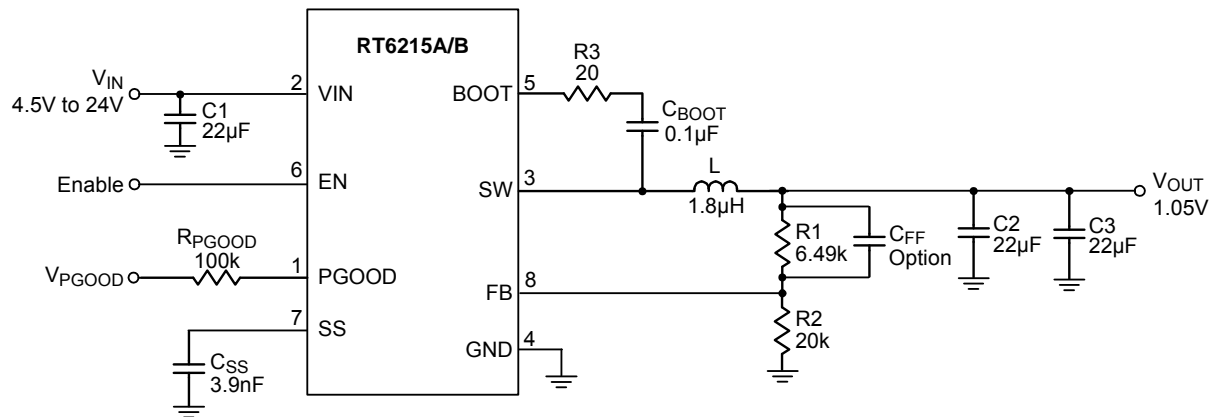 RT6215A/B
VIN
4.5V to 24V
2
VIN
C1
22µF
Enable
6
EN
RPGOOD
100k
VPGOOD
1
PGOOD
7
SS
CSS
3.9nF
BOOT
5
R3
20
CBOOT
0.1µF
SW
3
L
1.8µH
VOUT
1.05V
R1
6.49k
CFF
Option
C2
22µF
C3
22µF
FB
8
R2
20k
GND
4